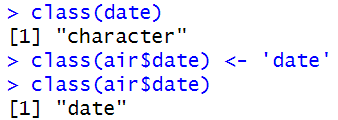 > class(date)
[1] "character"
> class(air$date) <- 'date'
> class(air$date)
[1] "date"